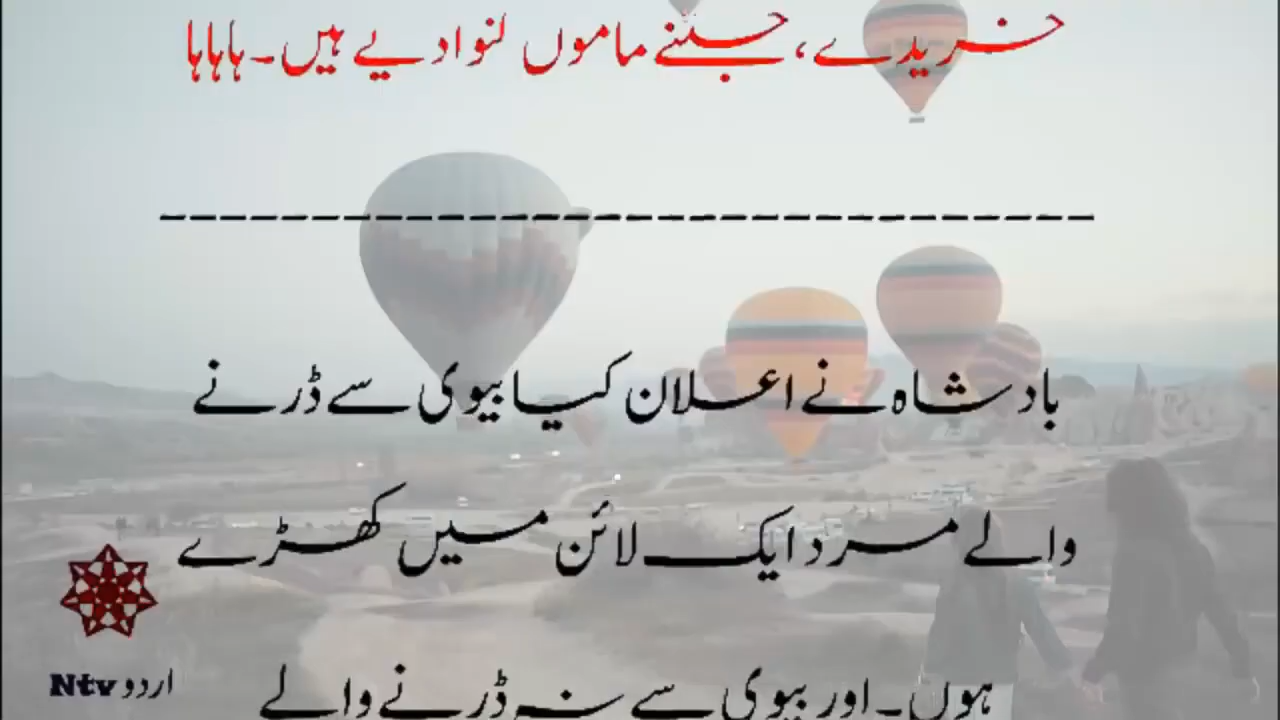 خریدے، جتنے ماموں لنوادیے ہیں۔ہاہاہا
بادشاہ نے اعلان کیا بیوی سے ڈرنے
والے مرد ایک لائن میں کھڑے
ہوں۔ اور بیوی سے نہ ڈرنے والے
Ntv اردو